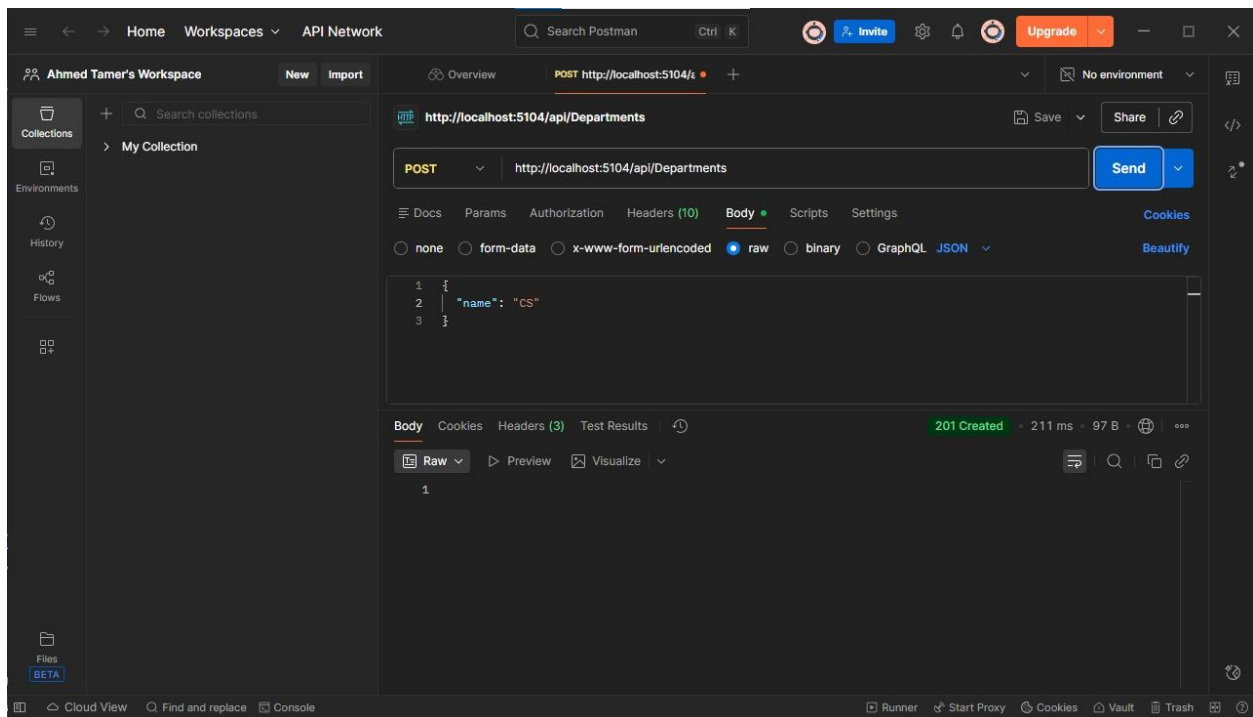 Home Workspaces API Network Search Postman Ctrl K Invite Upgrade
Ahmed Tamer's Workspace New Import Overview POST http://localhost:5104/a No environment
Collections
Search collections
My Collection
Environments
History
Flows
Files
BETA
HTTP http://localhost:5104/api/Departments Save Share
POST http://localhost:5104/api/Departments Send
Docs Params Authorization Headers (10) Body Scripts Settings Cookies
none form-data x-www-form-urlencoded raw binary GraphQL JSON Beautify
1 {
2 "name": "CS"
3 }
Body Cookies Headers (3) Test Results 201 Created 211 ms 97 B
Raw Preview Visualize
1
Cloud View Find and replace Console Runner Start Proxy Cookies Vault Trash